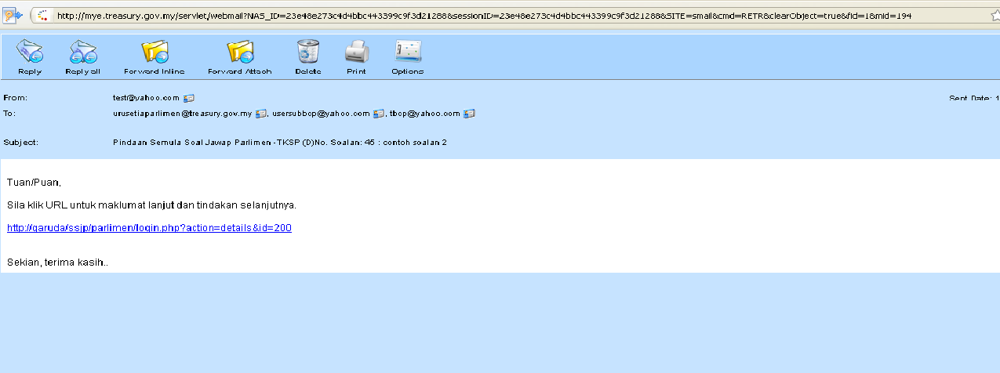 http://mye.treasury.gov.my/servlet/webmail?NAS_ID=23e48e273c4d4bbc443399c9f3d21288&sessionID=23e48e273c4d4bbc443399c9f3d21288&SITE=smail&cmd=RETR&clearObject=true&fid=1&mid=194
Reply Reply all Forward Inline Forward Attach Delete Print Options
From: test@yahoo.com Sent Date: 1
To: urusetiaparlimen@treasury.gov.my, usersubbcp@yahoo.com, tbcp@yahoo.com
Subject: Pindaan Semula Soal Jawap Parlimen -TKSP (D)No. Soalan: 45 : contoh soalan 2
Tuan/Puan,
Sila klik URL untuk maklumat lanjut dan tindakan selanjutnya.
http://garuda/ssjp/parlimen/login.php?action=details&id=200
Sekian, terima kasih..